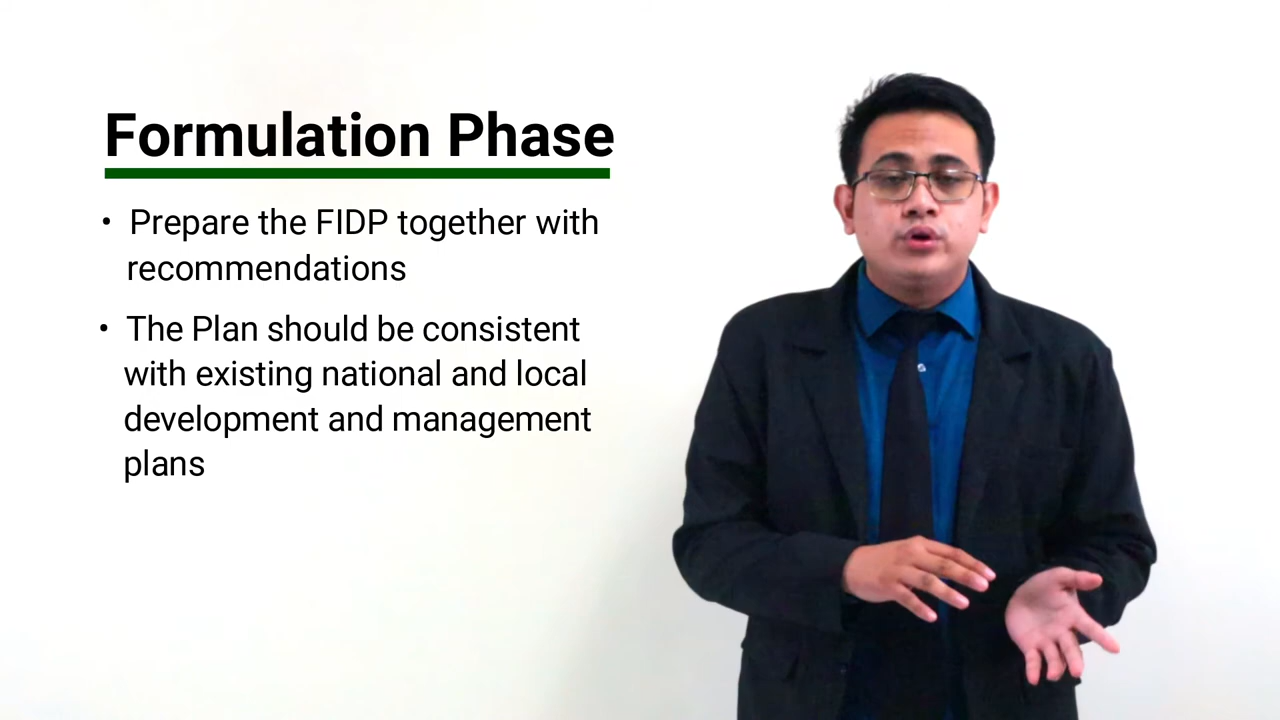 Formulation Phase
• Prepare the FIDP together with
recommendations
• The Plan should be consistent
with existing national and local
development and management
plans